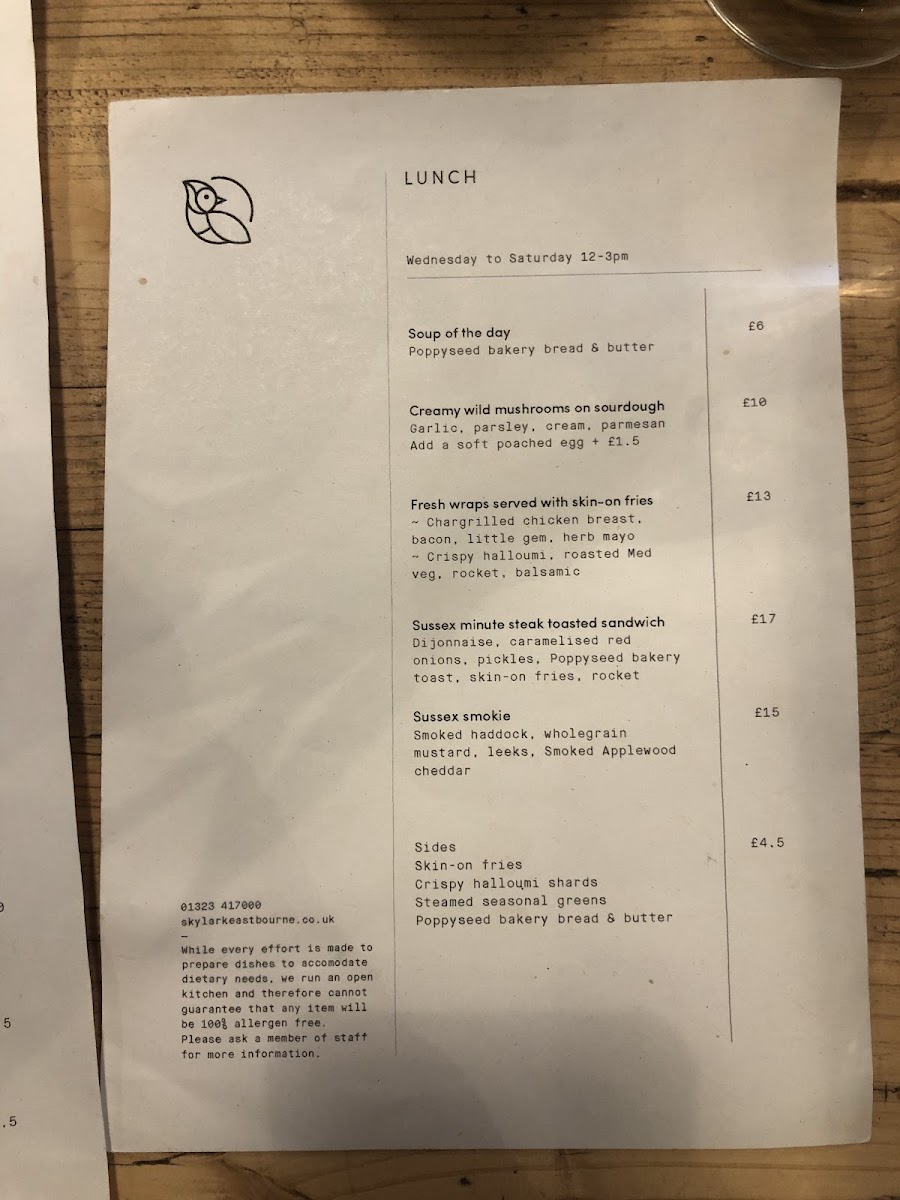 LUNCH
Wednesday to Saturday 12-3pm
Soup of the day £6
Poppyseed bakery bread & butter
Creamy wild mushrooms on sourdough £10
Garlic, parsley, cream, parmesan
Add a soft poached egg + £1.5
Fresh wraps served with skin-on fries £13
~ Chargrilled chicken breast,
bacon, little gem, herb mayo
~ Crispy halloumi, roasted Med
veg, rocket, balsamic
Sussex minute steak toasted sandwich £17
Dijonnaise, caramelised red
onions, pickles, Poppyseed bakery
toast, skin-on fries, rocket
Sussex smokie £15
Smoked haddock, wholegrain
mustard, leeks, Smoked Applewood
cheddar
Sides £4.5
Skin-on fries
Crispy halloumi shards
Steamed seasonal greens
Poppyseed bakery bread & butter
01323 417000
skylarkeastbourne.co.uk
—
While every effort is made to
prepare dishes to accomodate
dietary needs, we run an open
kitchen and therefore cannot
guarantee that any item will
be 100% allergen free.
Please ask a member of staff
for more information.
5
.5